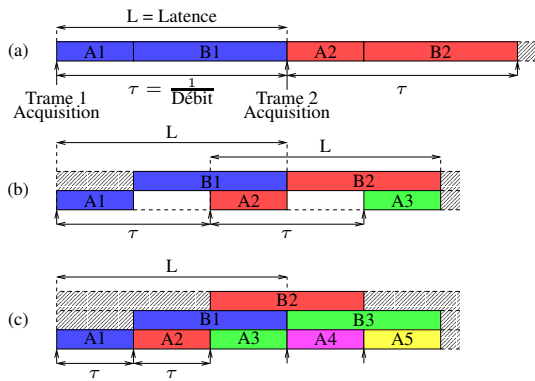 L = Latence
(a) A1 B1 A2 B2
τ = 1/Débit τ
Trame 1 Trame 2
Acquisition Acquisition
L
L
(b) B1 B2
A1 A2 A3
τ τ
L
B2
(c) B1 B3
A1 A2 A3 A4 A5
τ τ